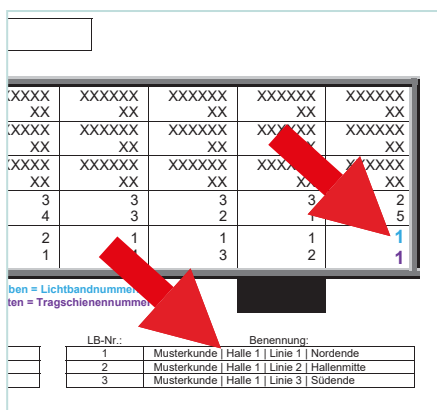 XXXXX XXXXXX XXXXXX XXXXXX XXXXXX
XX XX XX XX XX
XXXXX XXXXXX XXXXXX XXXXXX XXXXXX
XX XX XX XX
XXXXX XXXXXX XXXXXX XXXXXX
XX XX XX XX XX
3 3 3 3 2
4 3 2 1 5
2 1 1 1 1
1 3 2 1
ben = Lichtbandnummer
ten = Tragschienennummer
LB-Nr.: Benennung:
1 Musterkunde | Halle 1 | Linie 1 | Nordende
2 Musterkunde | Halle 1 | Linie 2 | Hallenmitte
3 Musterkunde | Halle 1 | Linie 3 | Südende